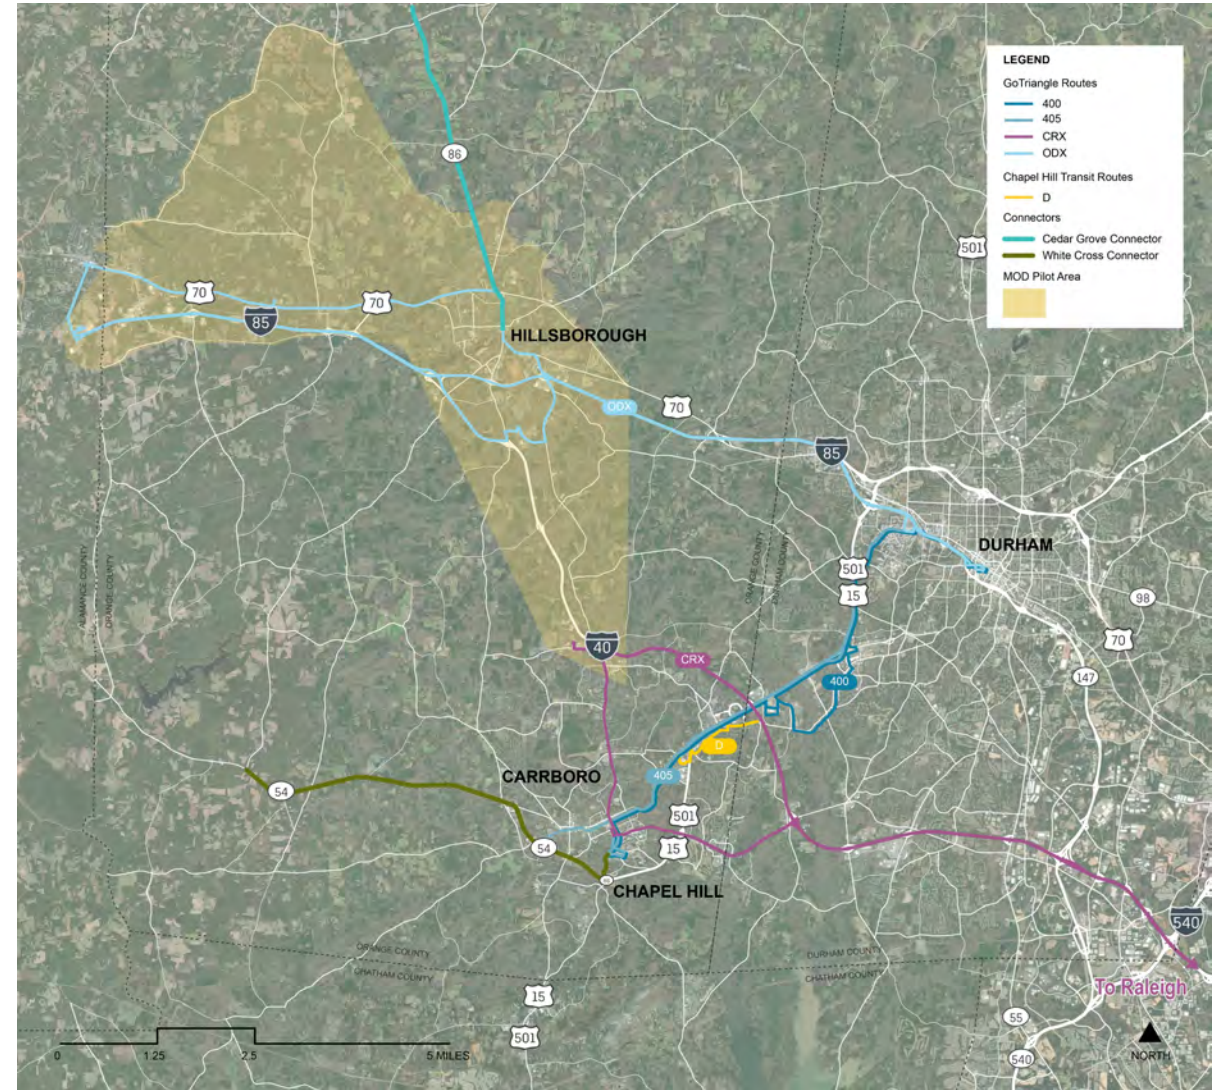 LEGEND
GoTriangle Routes
400
405
CRX
ODX
Chapel Hill Transit Routes
D
Connectors
Cedar Grove Connector
White Cross Connector
MOD Pilot Area
86
501
70
70
85
HILLSBOROUGH
ODX
70
85
DURHAM
501
15
98
70
147
ALAMANCE COUNTY
ORANGE COUNTY
ORANGE COUNTY
DURHAM COUNTY
40
CRX
400
D
405
CARRBORO
54
501
54
15
CHAPEL HILL
540
ORANGE COUNTY
CHATHAM COUNTY
DURHAM COUNTY
CHATHAM COUNTY
To Raleigh
15
501
55
540
0 1.25 2.5 5 MILES
NORTH